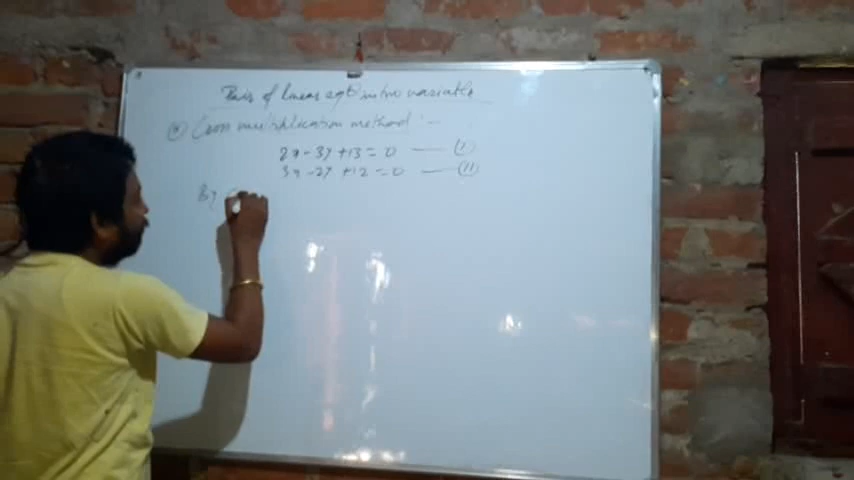 Pair of linear eqn in two variable
* Cross multiplication method :-
2x - 3y + 13 = 0 —— (I)
3x - 2y + 12 = 0 —— (II)
By